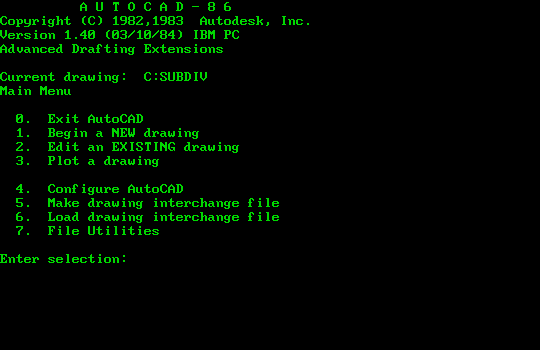 A U T O C A D - 8 6
Copyright (C) 1982,1983  Autodesk, Inc.
Version 1.40 (03/10/84) IBM PC
Advanced Drafting Extensions
Current drawing:  C:SUBDIV
Main Menu
0.  Exit AutoCAD
1.  Begin a NEW drawing
2.  Edit an EXISTING drawing
3.  Plot a drawing
4.  Configure AutoCAD
5.  Make drawing interchange file
6.  Load drawing interchange file
7.  File Utilities
Enter selection: